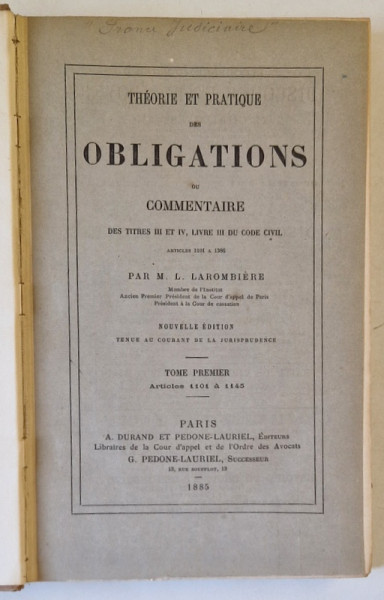 "France Judiciaire"
THÉORIE ET PRATIQUE
DES
OBLIGATIONS
OU
COMMENTAIRE
DES TITRES III ET IV, LIVRE III DU CODE CIVIL
ARTICLES 1101 A 1386
PAR M. L. LAROMBIÈRE
Membre de l'Institut
Ancien Premier Président de la Cour d'appel de Paris
Président à la Cour de cassation
NOUVELLE ÉDITION
TENUE AU COURANT DE LA JURISPRUDENCE
TOME PREMIER
Articles 1101 à 1145
PARIS
A. DURAND ET PEDONE-LAURIEL, ÉDITEURS
Libraires de la Cour d'appel et de l'Ordre des Avocats
G. PEDONE-LAURIEL, SUCCESSEUR
13, RUE SOUFFLOT, 13
1885